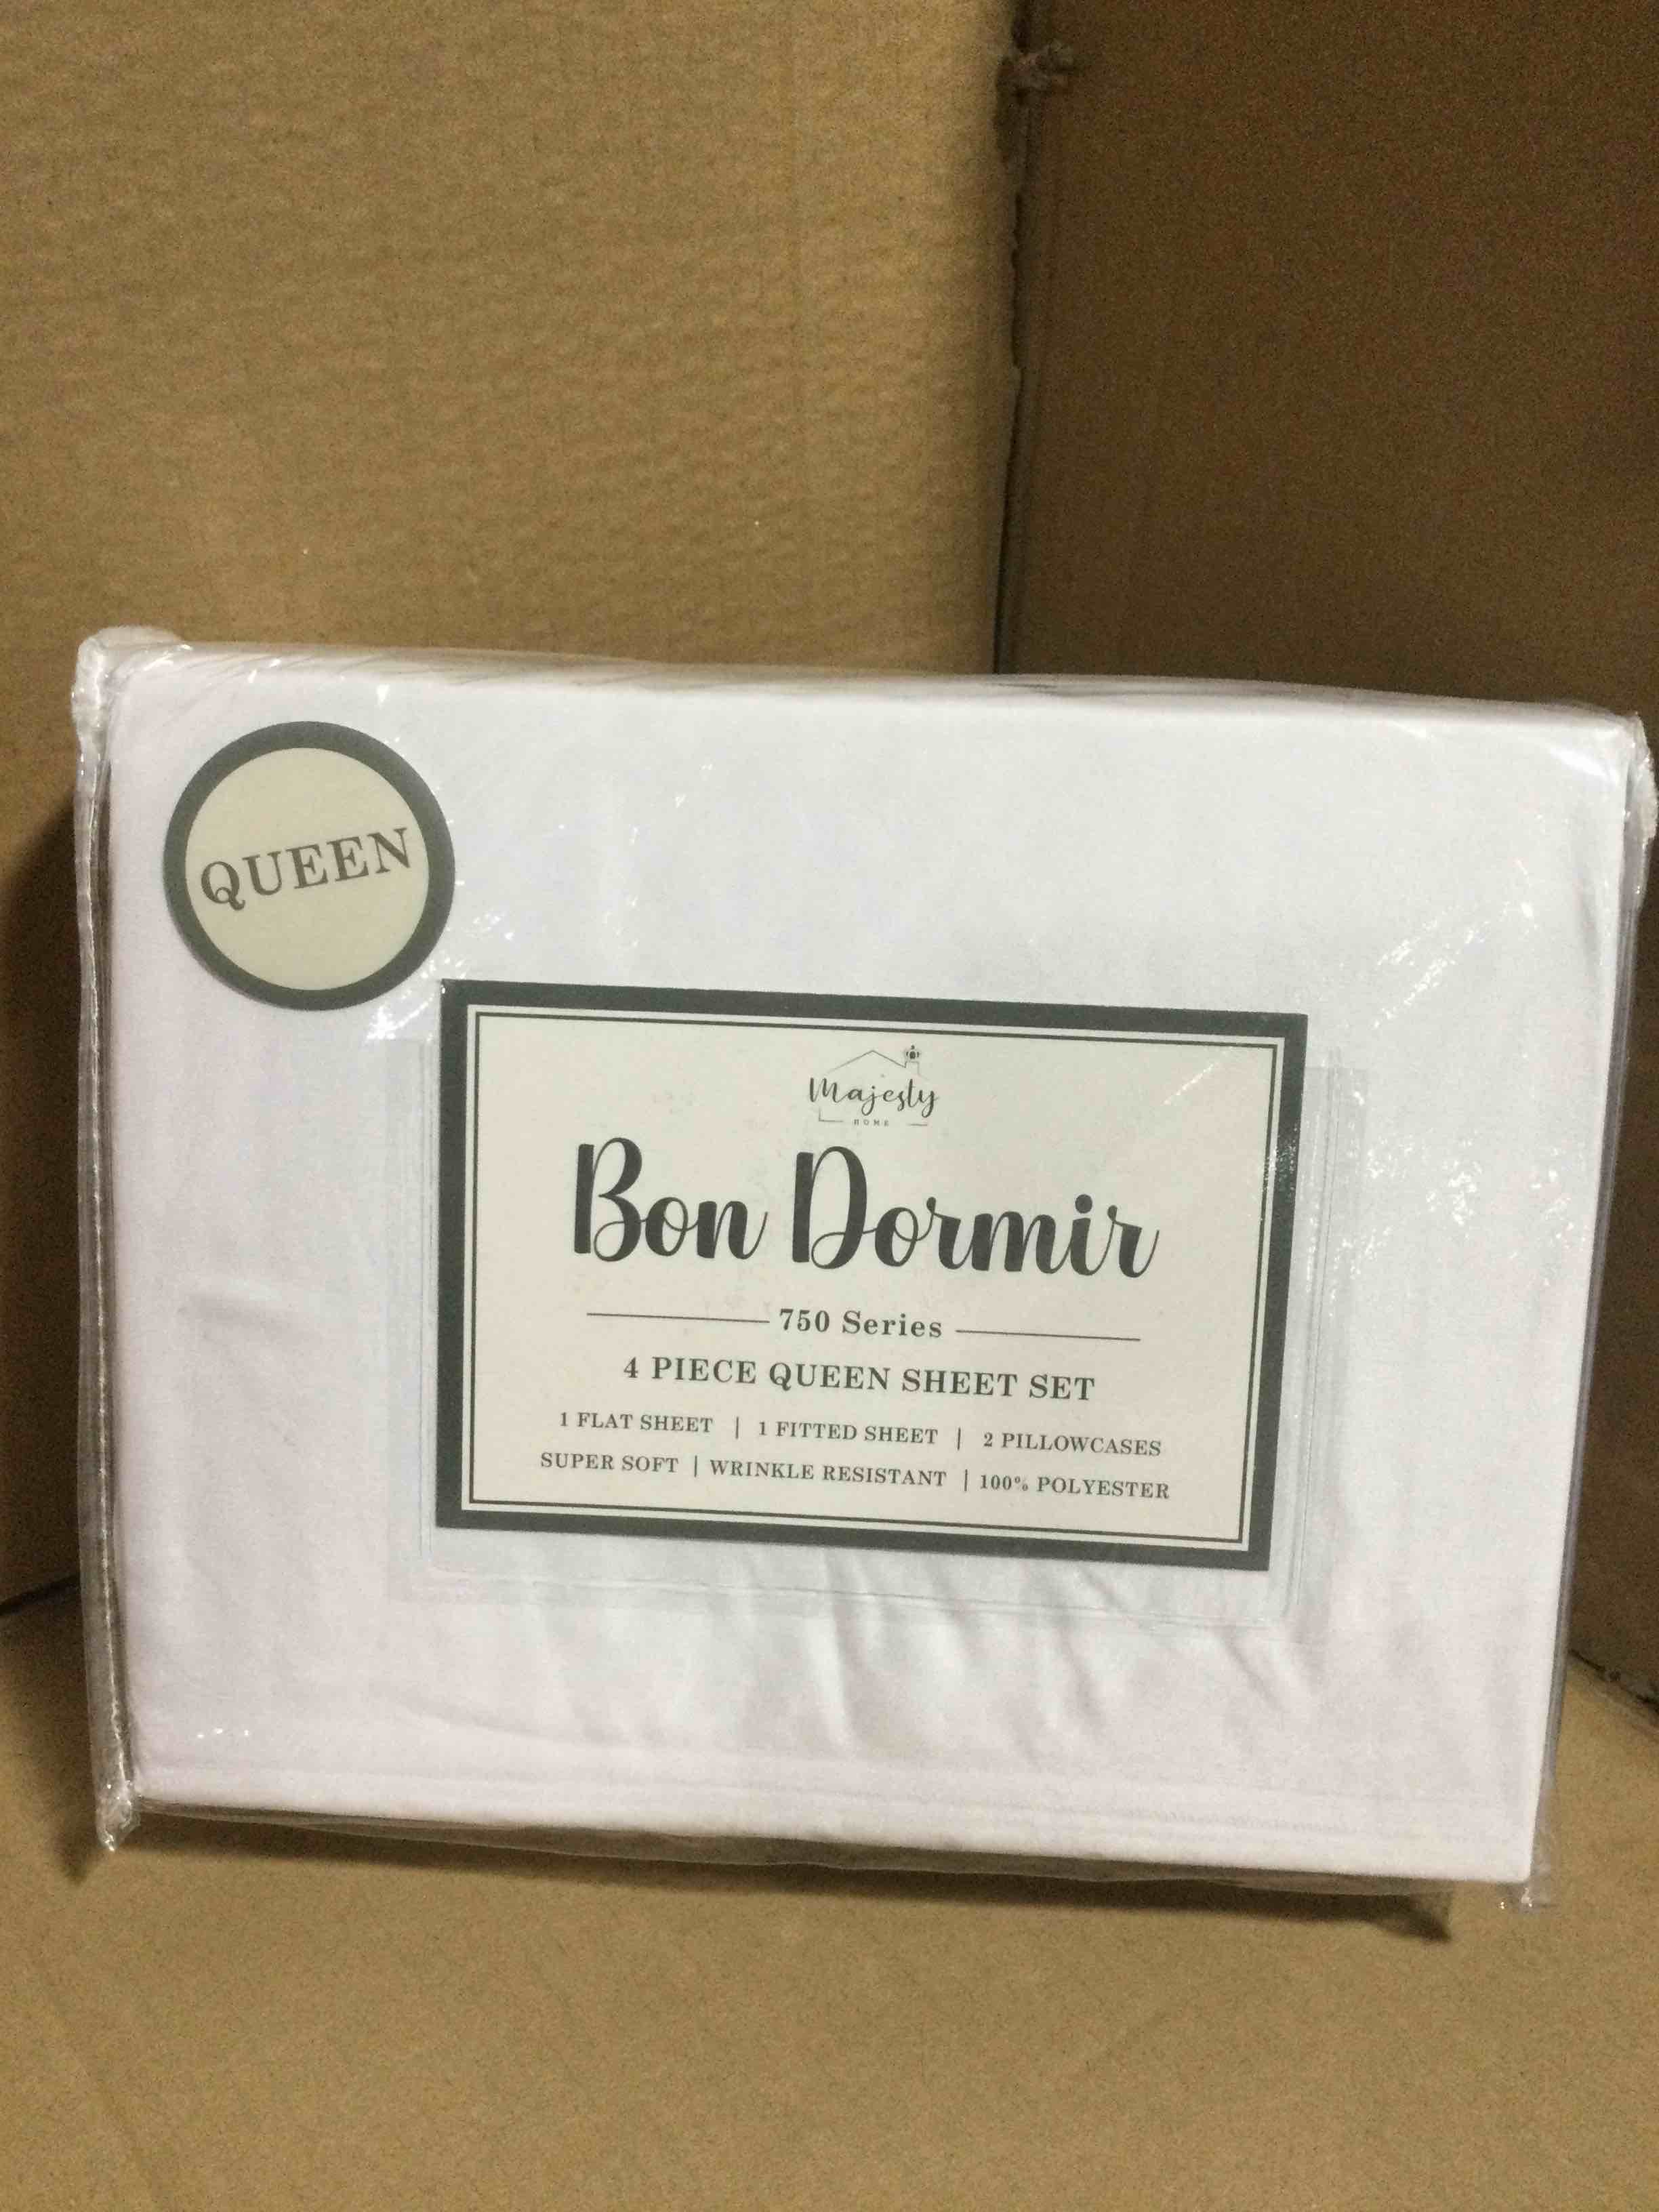 QUEEN
Majesty
HOME
Bon Dormir
750 Series
4 PIECE QUEEN SHEET SET
1 FLAT SHEET | 1 FITTED SHEET | 2 PILLOWCASES
SUPER SOFT | WRINKLE RESISTANT | 100% POLYESTER